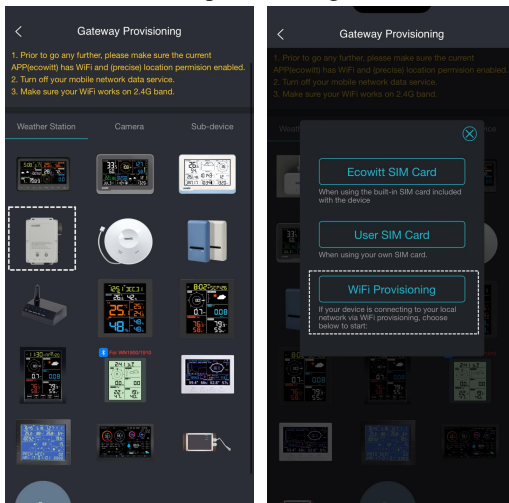 Gateway Provisioning
1. Prior to go any further, please make sure the current
APP(ecowitt) has WiFi and (precise) location permision enabled.
2. Turn off your mobile network data service.
3. Make sure your WiFi works on 2.4G band.
Weather Station
Camera
Sub-device
For WN1900/1910
Gateway Provisioning
1. Prior to go any further, please make sure the current
APP(ecowitt) has WiFi and (precise) location permision enabled.
2. Turn off your mobile network data service.
3. Make sure your WiFi works on 2.4G band.
Ecowitt SIM Card
When using the built-in SIM card included
with the device
User SIM Card
When using your own SIM card.
WiFi Provisioning
If your device is connecting to your local
network via WiFi provisioning, choose
below to start: